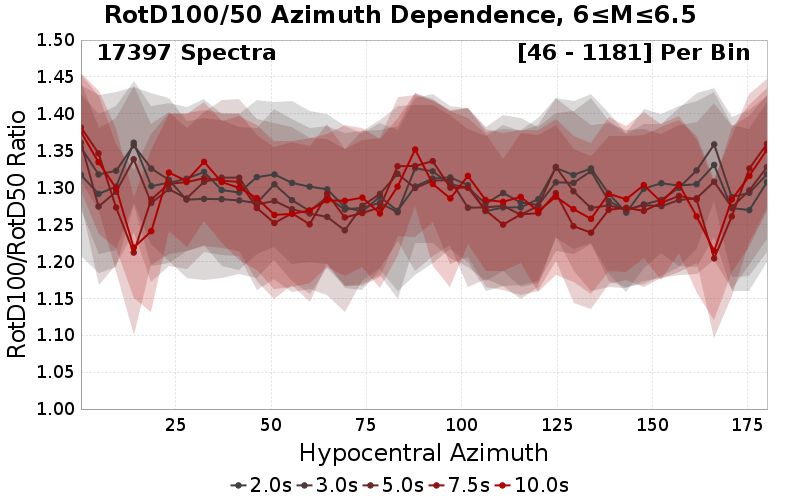 RotD100/50 Azimuth Dependence, 6≤M≤6.5
17397 Spectra
[46 - 1181] Per Bin
RotD100/RotD50 Ratio
1.50
1.45
1.40
1.35
1.30
1.25
1.20
1.15
1.10
1.05
1.00
25 50 75 100 125 150 175
Hypocentral Azimuth
2.0s 3.0s 5.0s 7.5s 10.0s